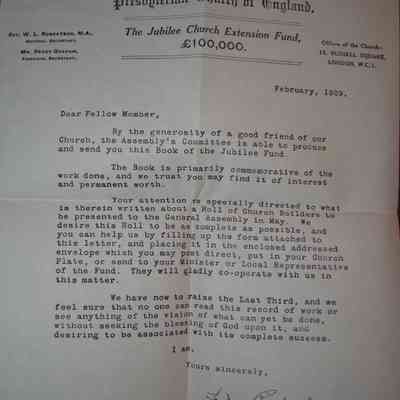 Presbyterian Church of England.
The Jubilee Church Extension Fund,
£100,000.
Rev. W. L. Robertson, M.A.,
General Secretary.
Mr. Percy Graham,
Financial Secretary.
Offices of the Church:
15, Russell Square,
London, W.C.1.
February, 1929.
Dear Fellow Member,
By the generosity of a good friend of our
Church, the Assembly's Committee is able to procure
and send you this Book of the Jubilee Fund.
The Book is primarily commemorative of the
work done, and we trust you may find it of interest
and permanent worth.
Your attention is specially directed to what
is therein written about a Roll of Church Builders to
be presented to the General Assembly in May. We
desire this Roll to be as complete as possible, and
you can help us by filling up the form attached to
this letter, and placing it in the enclosed addressed
envelope which you may post direct, put in your Church
Plate, or send to your Minister or Local Representative
of the Fund. They will gladly co-operate with us in
this matter.
We have now to raise the Last Third, and we
feel sure that no one can read this record of work or
see anything of the vision of what can yet be done,
without seeking the blessing of God upon it, and
desiring to be associated with its complete success.
I am,
Yours sincerely,